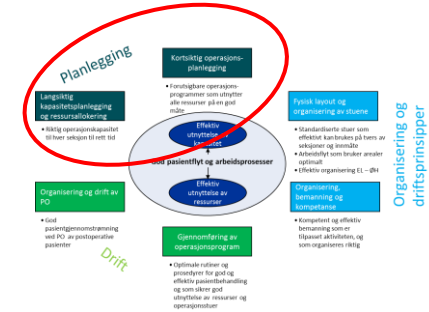 Planlegging
Kortsiktig operasjons-
planlegging
• Forutsigbare operasjons-
programmer som utnytter
alle ressurser på en god
måte
Langsiktig
kapasitetsplanlegging
og ressursallokering
• Riktig operasjonskapasitet
til hver seksjon til rett tid
Fysisk layout og
organisering av stuene
• Standardiserte stuer som
effektivt kan brukes på tvers av
seksjoner og innmåte
• Arbeidsflyt som bruker arealer
optimalt
• Effektiv organisering EL – ØH
Organisering og
driftsprinsipper
Effektiv
utnyttelse av
kapasitet
God pasientflyt og arbeidsprosesser
Effektiv
utnyttelse av
ressurser
Organisering og drift av
PO
• God
pasientgjennomstrømning
ved PO av postoperative
pasienter
Organisering,
bemanning og
kompetanse
• Kompetent og effektiv
bemanning som er
tilpasset aktiviteten, og
som organiseres riktig
Gjennomføring av
operasjonsprogram
• Optimale rutiner og
prosedyrer for god og
effektiv pasientbehandling
og som sikrer god
utnyttelse av ressurser og
operasjonsstuer
Drift